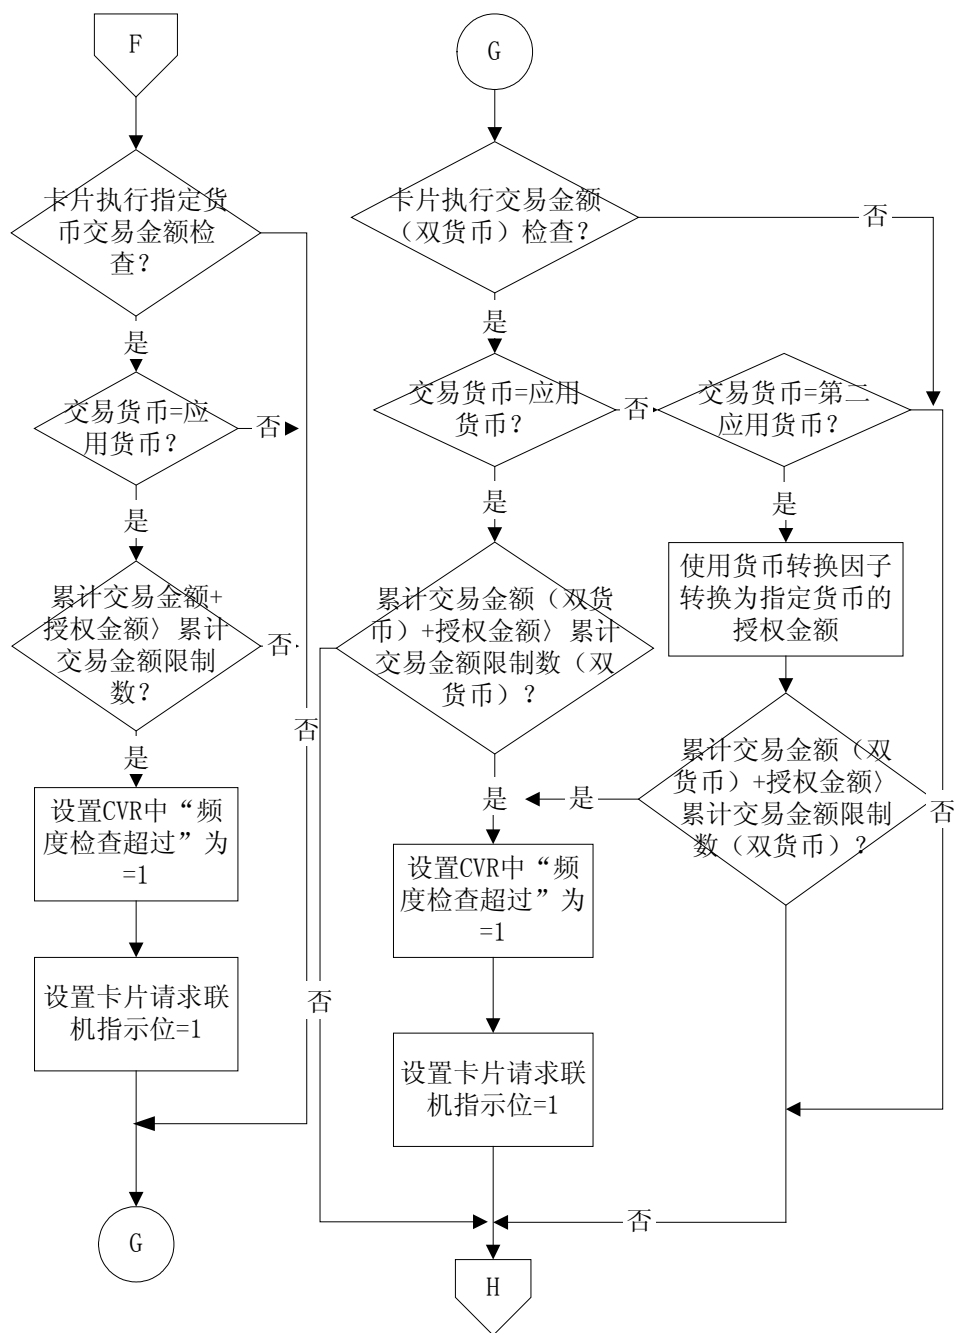 F
卡片执行指定货
币交易金额检
查?
是
交易货币=应
用货币?
否
是
累计交易金额+
授权金额〉累计
交易金额限制
数?
否
否
是
设置CVR中“频
度检查超过”为
=1
设置卡片请求联
机指示位=1
G
G
卡片执行交易金额
（双货币）检查?
否
是
交易货币=应用
货币?
否
交易货币=第二
应用货币?
是
是
使用货币转换因子
转换为指定货币的
授权金额
累计交易金额（双货
币）+授权金额〉累计
交易金额限制数（双
货币）?
累计交易金额（双
货币）+授权金额〉
累计交易金额限制
数（双货币）?
是
是
否
设置CVR中“频
度检查超过”为
=1
否
设置卡片请求联
机指示位=1
否
H